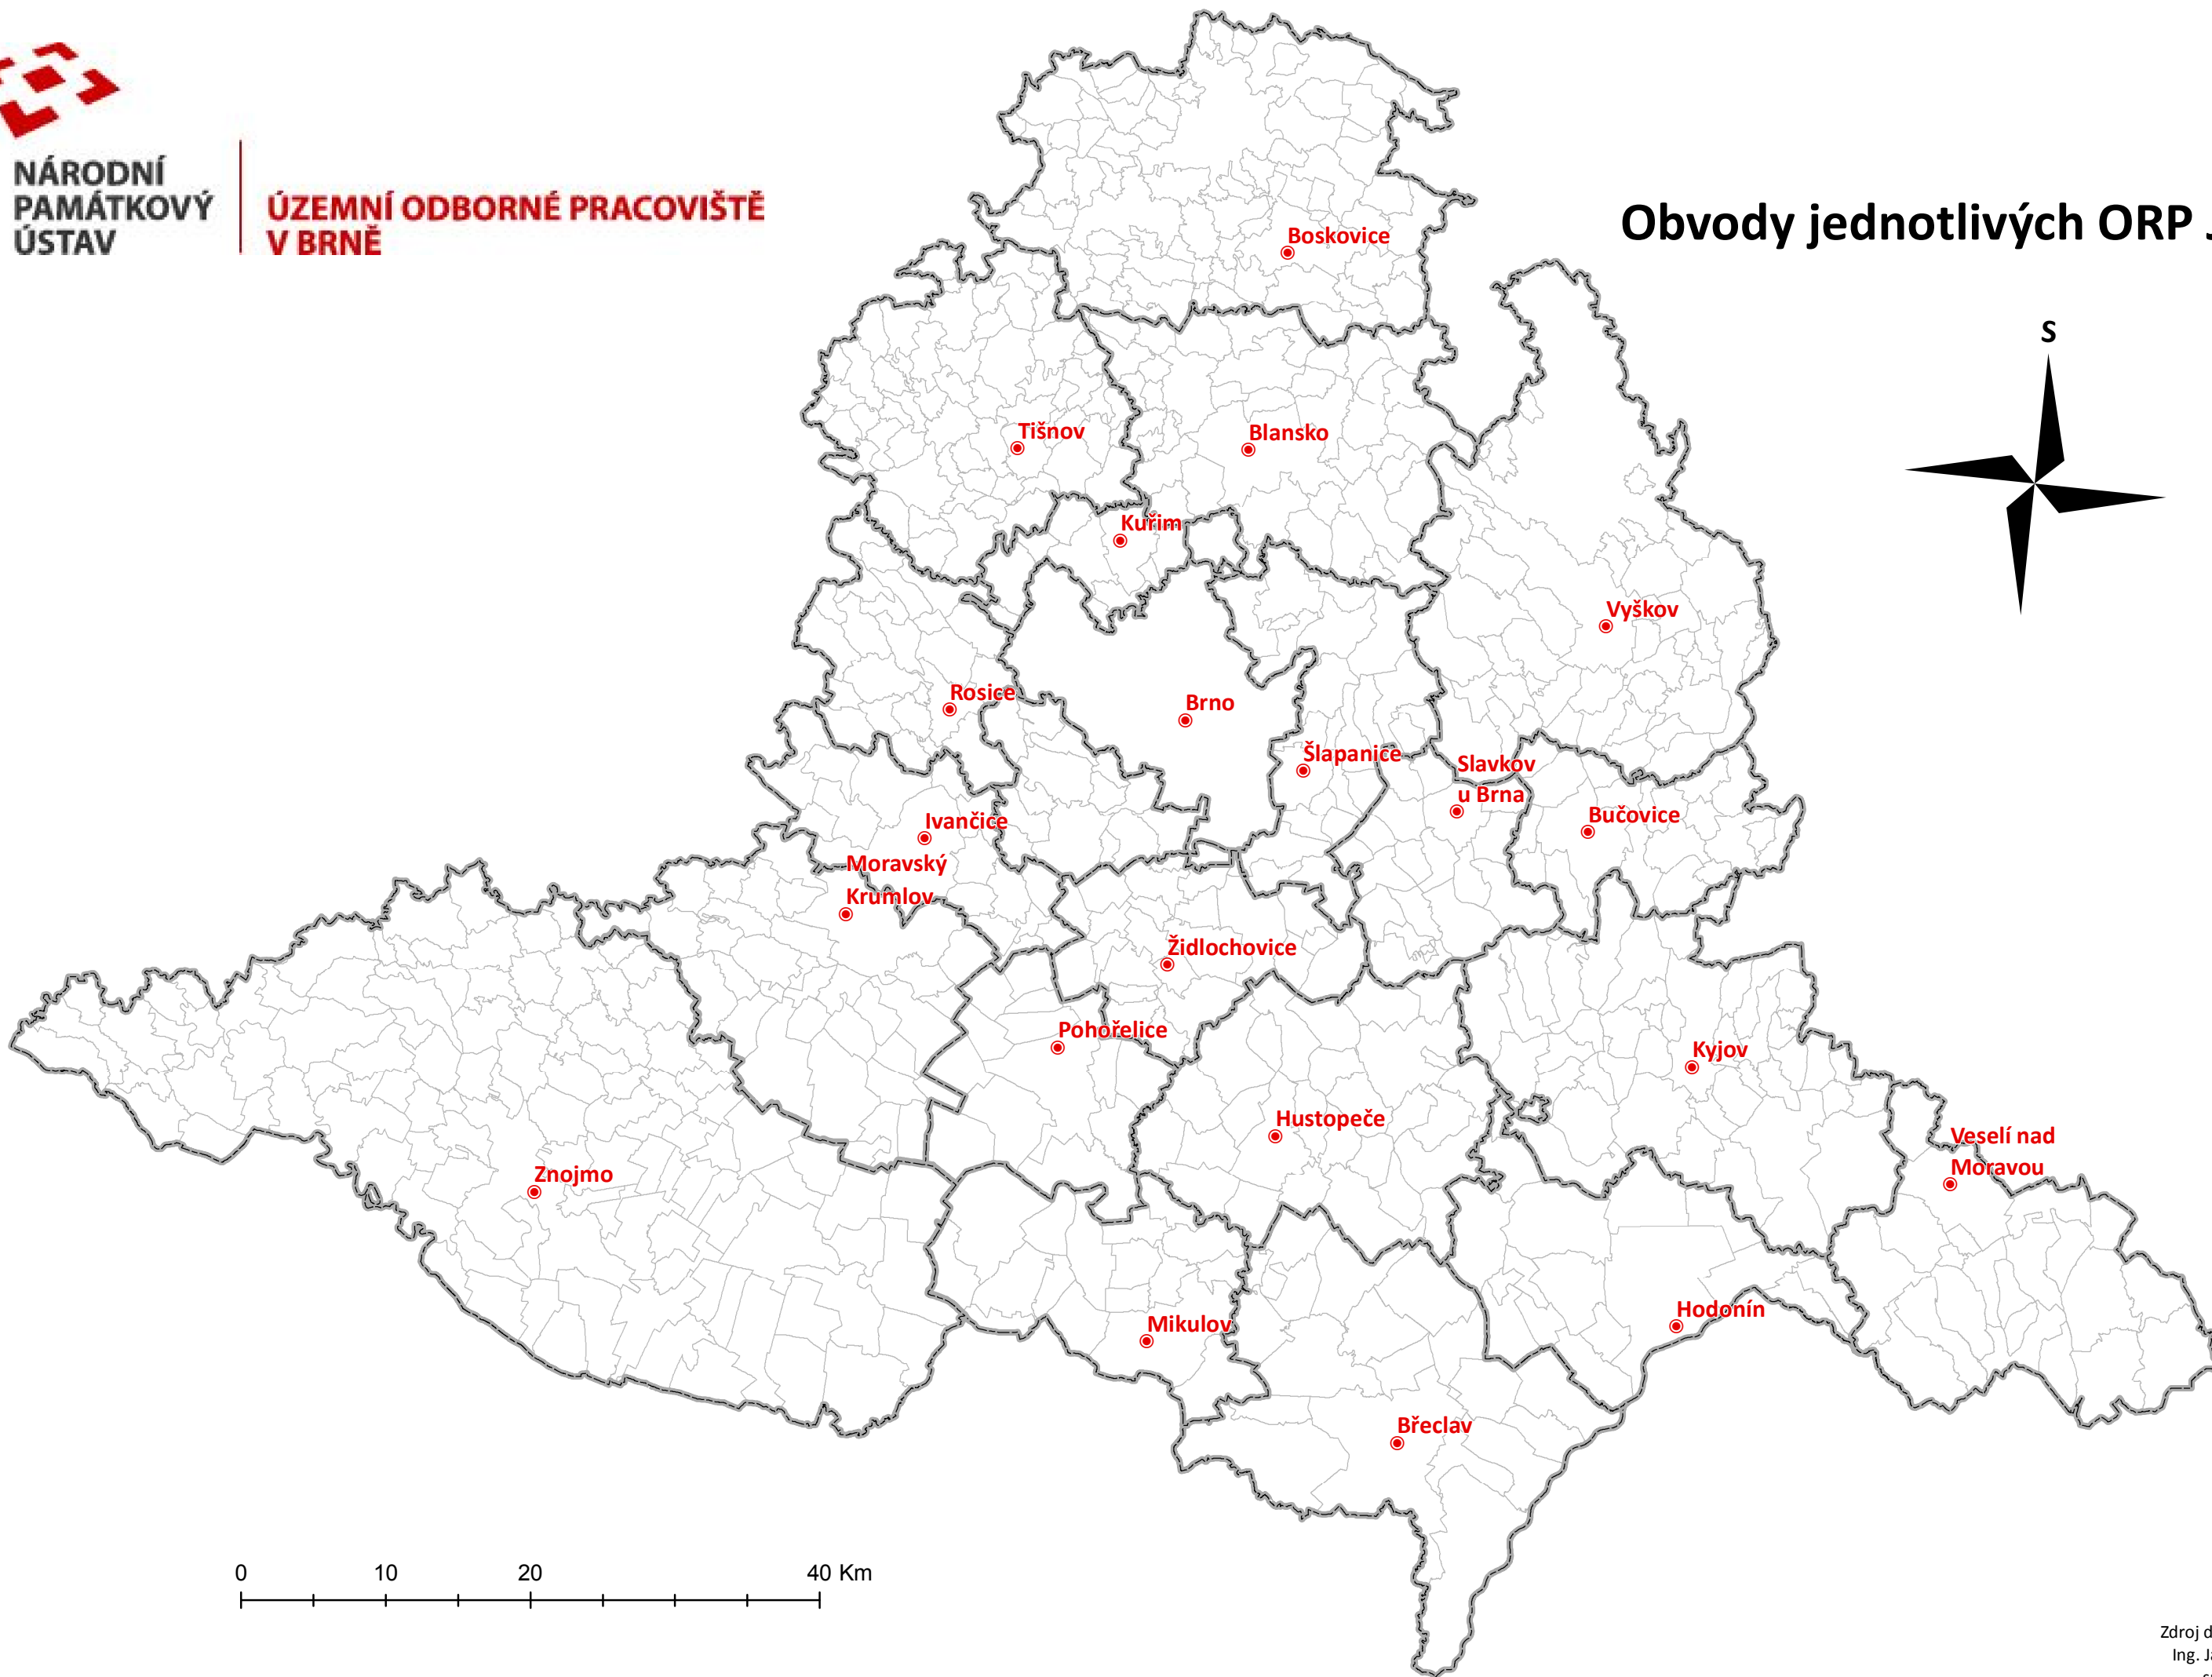 NÁRODNÍ
PAMÁTKOVÝ
ÚSTAV
ÚZEMNÍ ODBORNÉ PRACOVIŠTĚ
V BRNĚ
Obvody jednotlivých ORP
S
Boskovice
Tišnov
Blansko
Kuřim
Vyškov
Rosice
Brno
Šlapanice
Slavkov
u Brna
Bučovice
Ivančice
Moravský
Krumlov
Židlochovice
Pohořelice
Kyjov
Hustopeče
Veselí nad
Moravou
Znojmo
Hodonín
Mikulov
Břeclav
0 10 20 40 Km
Zdroj
Ing.